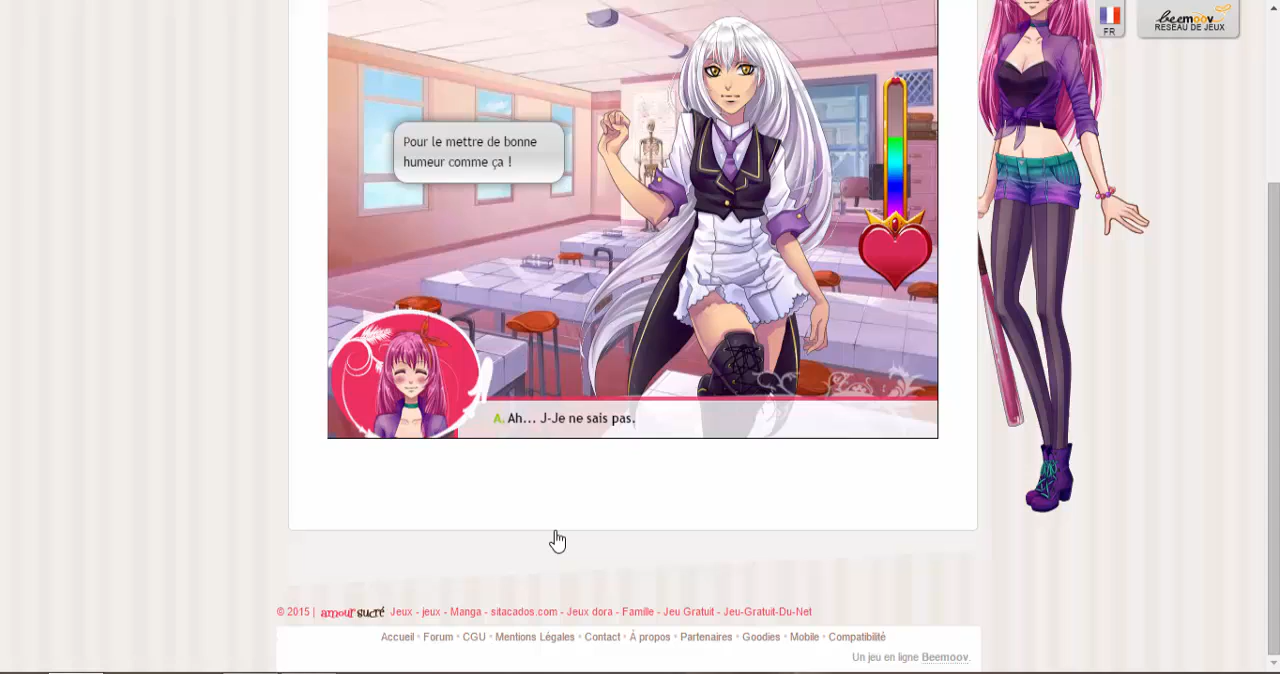 FR
beemoov
RESEAU DE JEUX
Pour le mettre de bonne
humeur comme ça !
A. Ah... J-Je ne sais pas.
© 2015 | amour sucré Jeux - jeux - Manga - sitacados.com - Jeux dora - Famille - Jeu Gratuit - Jeu-Gratuit-Du-Net
Accueil • Forum • CGU • Mentions Légales • Contact • Á propos • Partenaires • Goodies • Mobile • Compatibilité
Un jeu en ligne Beemoov.